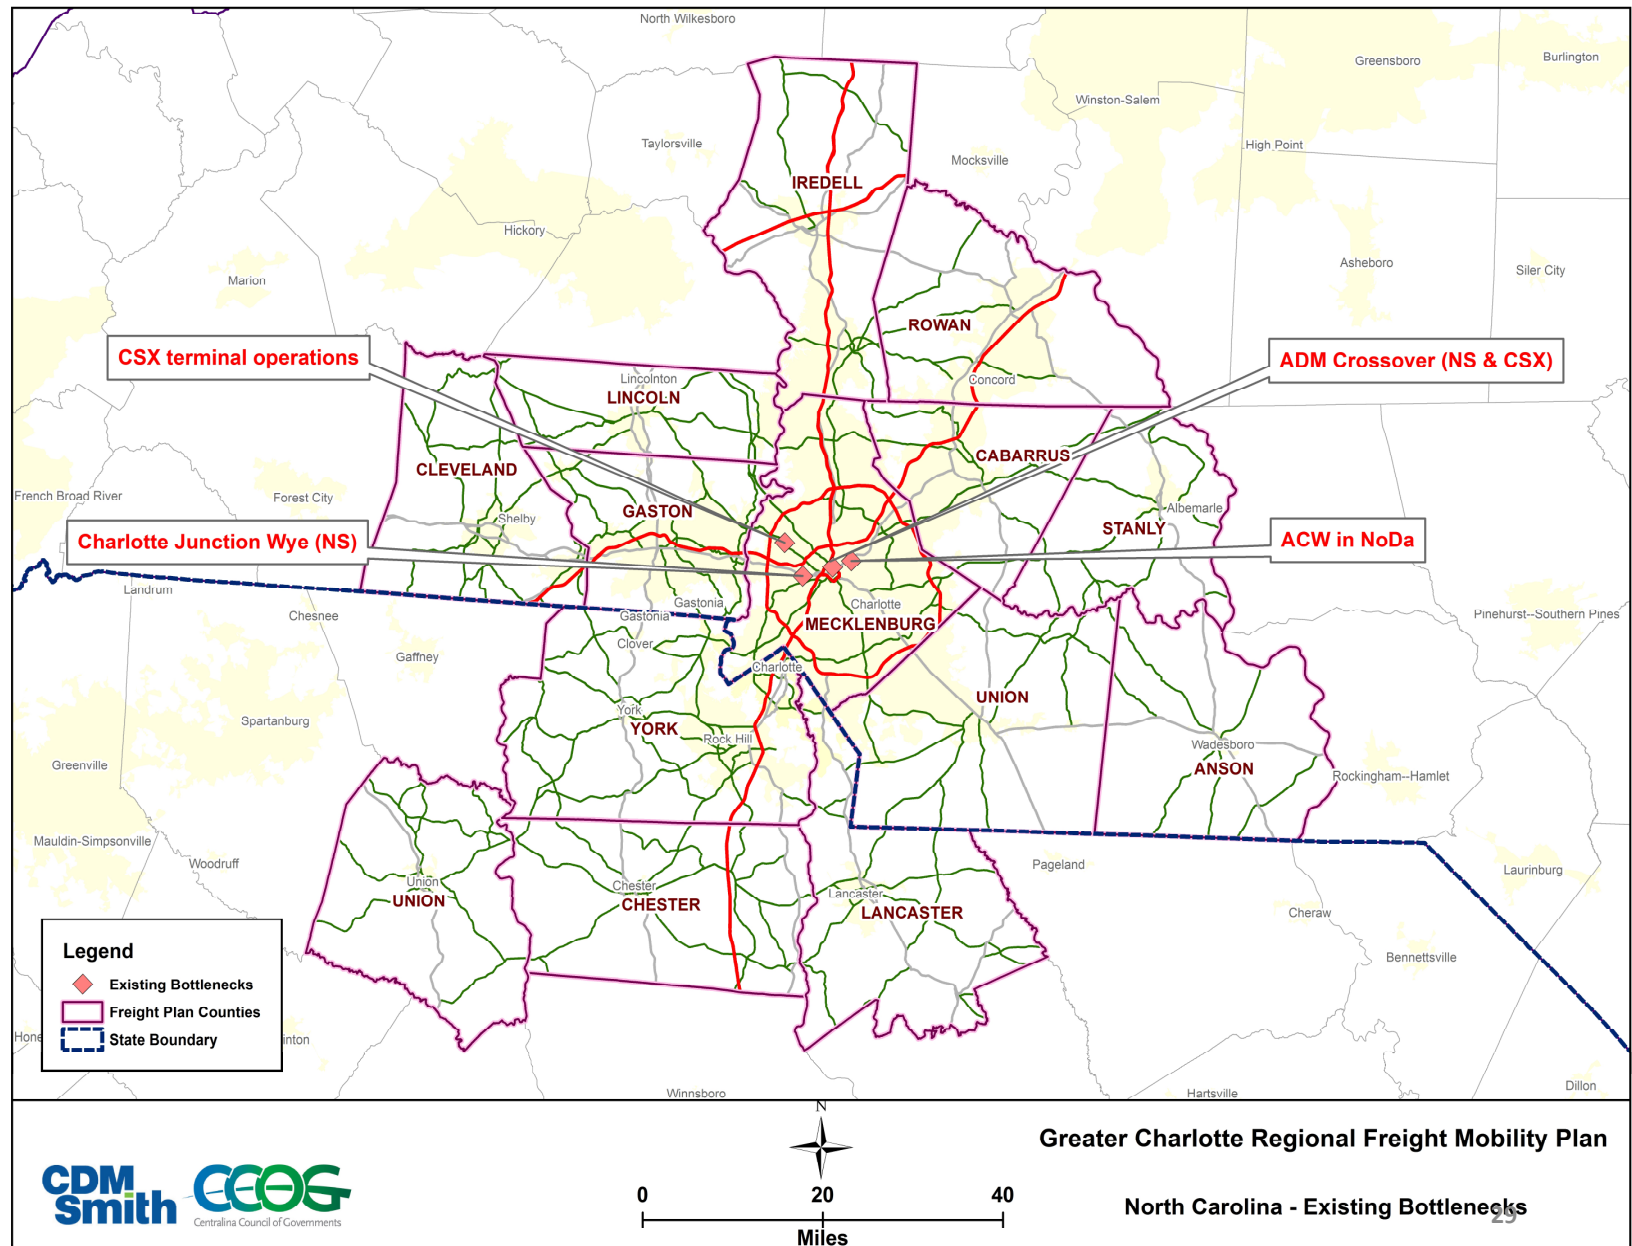 North Wilkesboro
Greensboro
Burlington
Winston-Salem
Taylorsville
High Point
Mocksville
IREDELL
Hickory
Marion
Asheboro
Siler City
ROWAN
CSX terminal operations
ADM Crossover (NS & CSX)
Lincolnton
LINCOLN
Concord
CLEVELAND
CABARRUS
French Broad River
Forest City
Shelby
GASTON
Albemarle
STANLY
Charlotte Junction Wye (NS)
ACW in NoDa
Landrum
Chesnee
Gastonia
Gastonia
Charlotte
MECKLENBURG
Pinehurst--Southern Pines
Clover
Gaffney
Charlotte
UNION
York
YORK
Rock Hill
Spartanburg
Wadesboro
ANSON
Greenville
Rockingham--Hamlet
Mauldin-Simpsonville
Woodruff
Union
UNION
Chester
CHESTER
Lancaster
LANCASTER
Pageland
Laurinburg
Cheraw
Bennettsville
Legend
Existing Bottlenecks
Freight Plan Counties
State Boundary
Hone
inton
Winnsboro
Hartsville
Dillon
N
Greater Charlotte Regional Freight Mobility Plan
North Carolina - Existing Bottlenecks
29
CDM
Smith
CCOG
Centralina Council of Governments
0 20 40
Miles